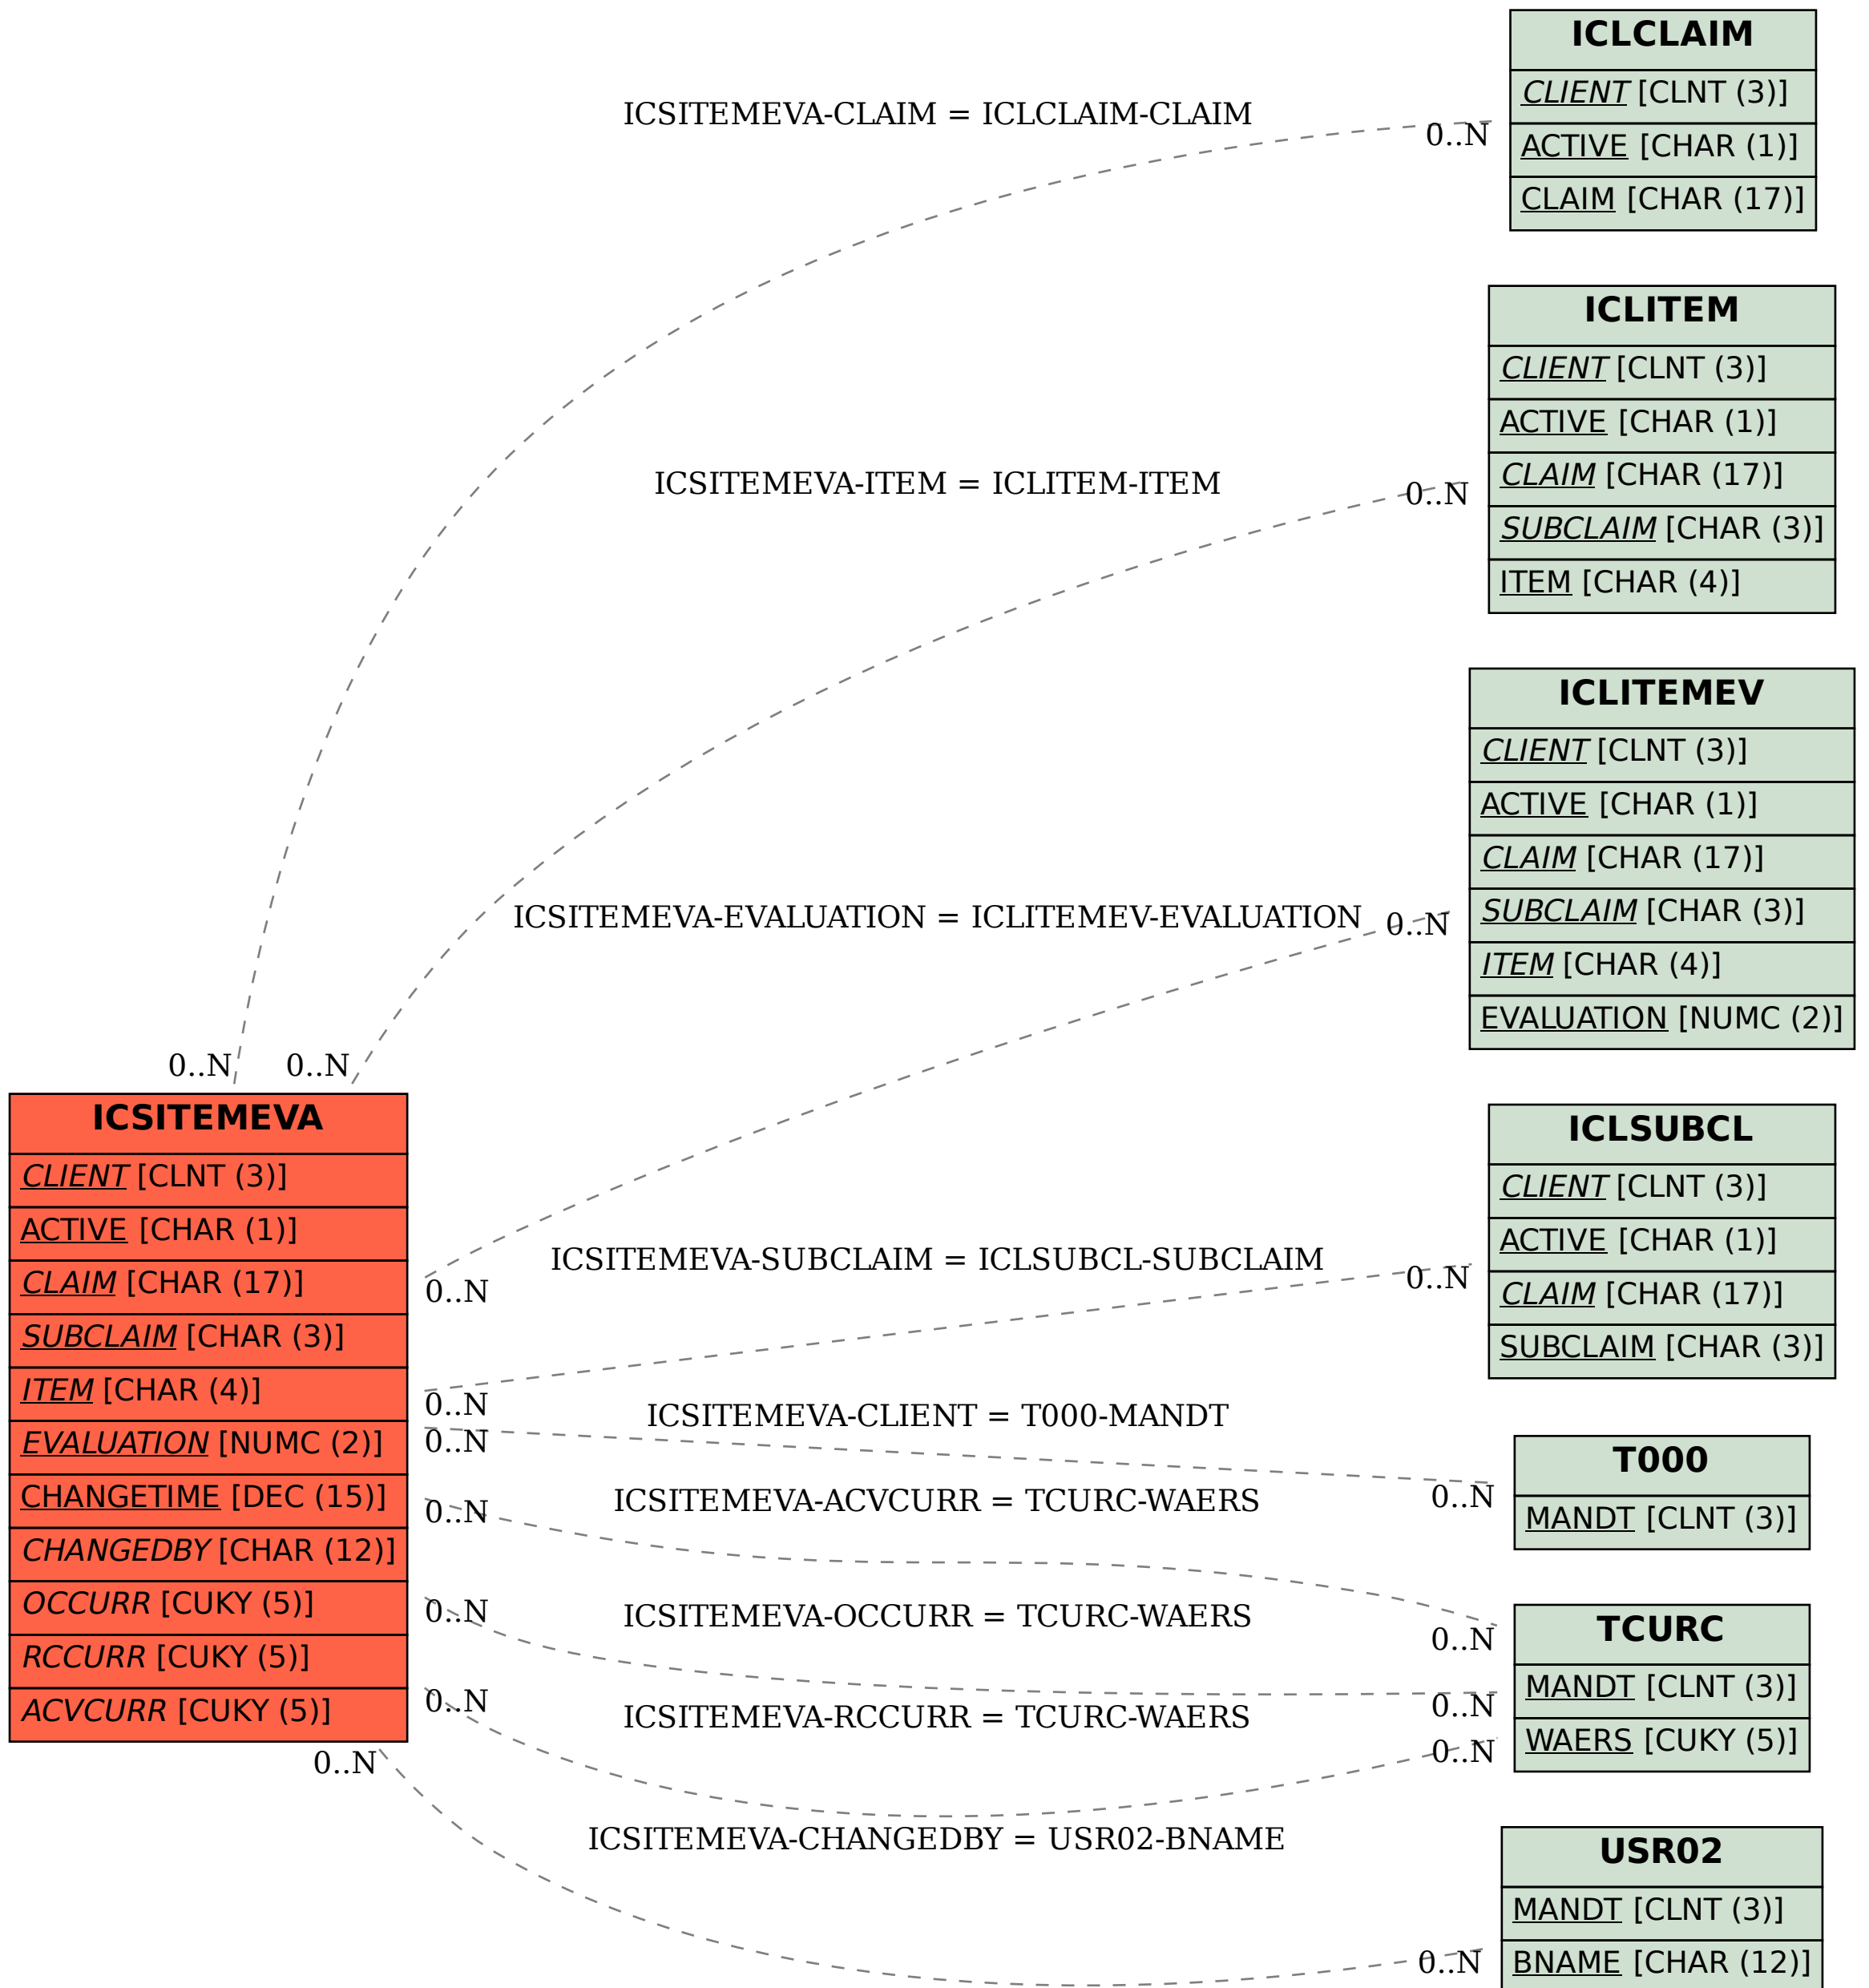 ICLCLAIM
CLIENT [CLNT (3)]
ACTIVE [CHAR (1)]
CLAIM [CHAR (17)]
ICSITEMEVA-CLAIM = ICLCLAIM-CLAIM
0..N
ICLITEM
CLIENT [CLNT (3)]
ACTIVE [CHAR (1)]
CLAIM [CHAR (17)]
SUBCLAIM [CHAR (3)]
ITEM [CHAR (4)]
ICSITEMEVA-ITEM = ICLITEM-ITEM
0..N
ICLITEMEV
CLIENT [CLNT (3)]
ACTIVE [CHAR (1)]
CLAIM [CHAR (17)]
SUBCLAIM [CHAR (3)]
ITEM [CHAR (4)]
EVALUATION [NUMC (2)]
ICSITEMEVA-EVALUATION = ICLITEMEV-EVALUATION
0..N
0..N
0..N
ICSITEMEVA
CLIENT [CLNT (3)]
ACTIVE [CHAR (1)]
CLAIM [CHAR (17)]
SUBCLAIM [CHAR (3)]
ITEM [CHAR (4)]
EVALUATION [NUMC (2)]
CHANGETIME [DEC (15)]
CHANGEDBY [CHAR (12)]
OCCURR [CUKY (5)]
RCCURR [CUKY (5)]
ACVCURR [CUKY (5)]
0..N
ICLSUBCL
CLIENT [CLNT (3)]
ACTIVE [CHAR (1)]
CLAIM [CHAR (17)]
SUBCLAIM [CHAR (3)]
ICSITEMEVA-SUBCLAIM = ICLSUBCL-SUBCLAIM
0..N
0..N
ICSITEMEVA-CLIENT = T000-MANDT
0..N
0..N
T000
MANDT [CLNT (3)]
ICSITEMEVA-ACVCURR = TCURC-WAERS
0..N
0..N
ICSITEMEVA-OCCURR = TCURC-WAERS
0..N
0..N
TCURC
MANDT [CLNT (3)]
WAERS [CUKY (5)]
ICSITEMEVA-RCCURR = TCURC-WAERS
0..N
0..N
0..N
ICSITEMEVA-CHANGEDBY = USR02-BNAME
0..N
USR02
MANDT [CLNT (3)]
BNAME [CHAR (12)]